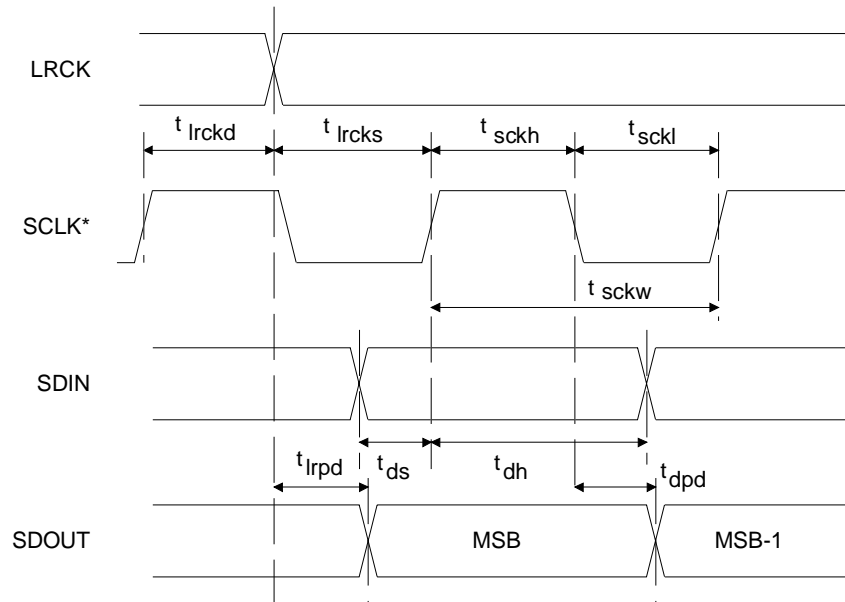 LRCK
t lrckd
t lrcks
t sckh
t sckl
SCLK*
t sckw
SDIN
t lrpd
t ds
t dh
t dpd
SDOUT
MSB
MSB-1